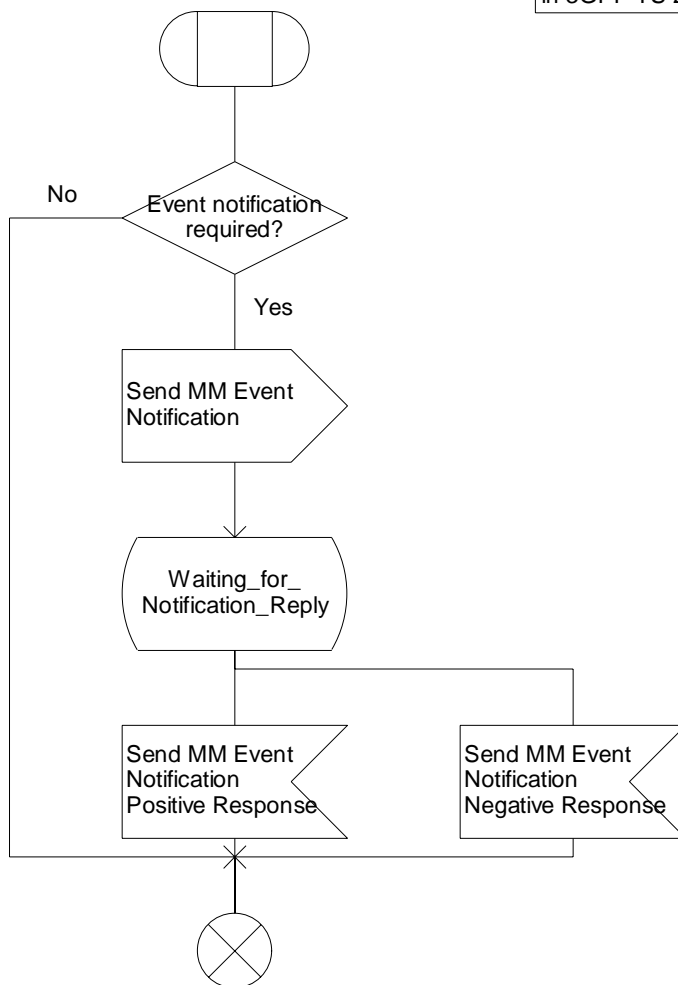 No
Event notification
required?
Yes
Send MM Event
Notification
Waiting_for_
Notification_Reply
Send MM Event
Notification
Positive Response
Send MM Event
Notification
Negative Response